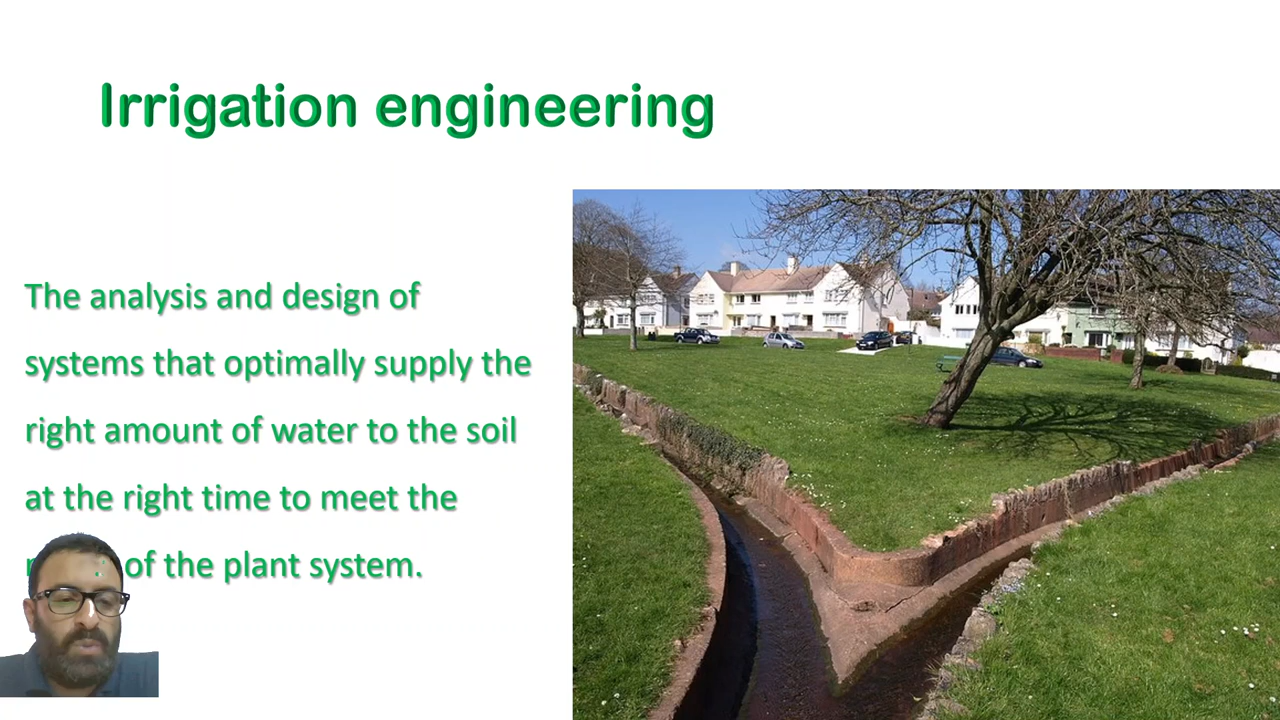 Irrigation engineering
The analysis and design of
systems that optimally supply the
right amount of water to the soil
at the right time to meet the
of the plant system.